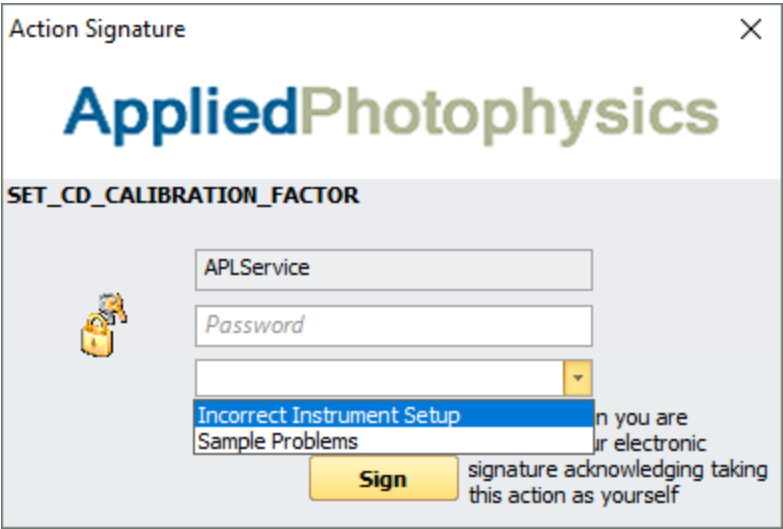 Action Signature
AppliedPhotophysics
SET_CD_CALIBRATION_FACTOR
APLService
Password
Incorrect Instrument Setup
Sample Problems
n you are
r electronic
Sign
signature acknowledging taking
this action as yourself